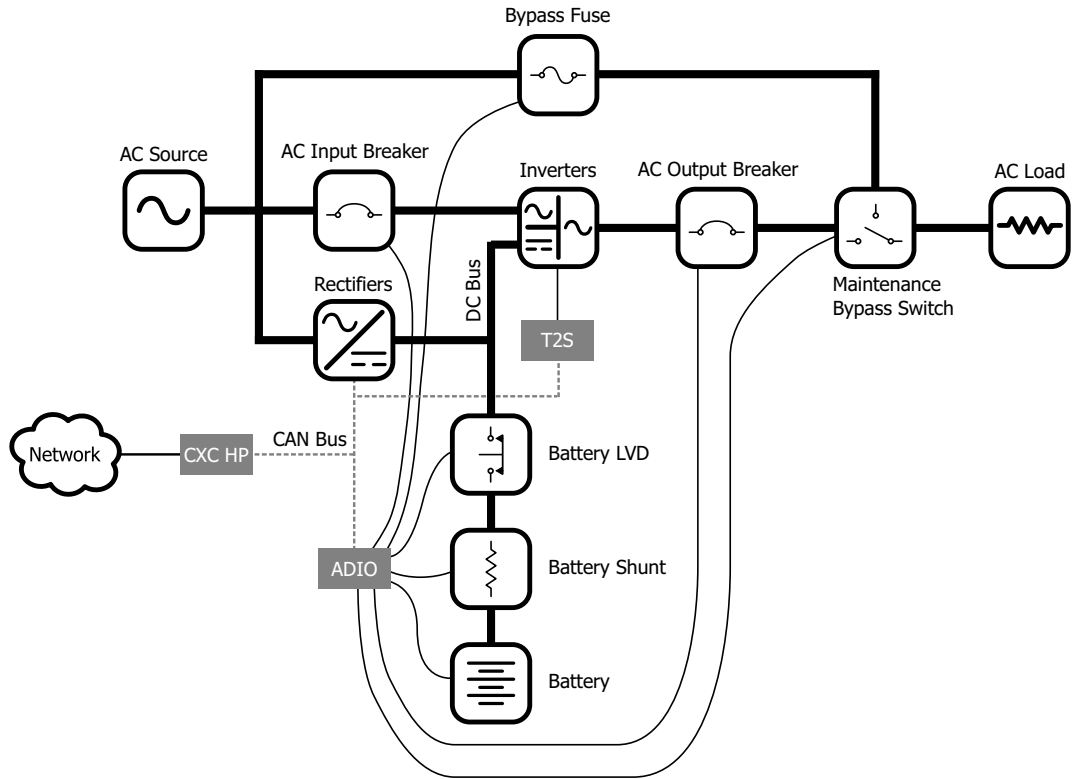 Bypass Fuse
AC Source
AC Input Breaker
Inverters
AC Output Breaker
AC Load
Rectifiers
DC Bus
Maintenance
Bypass Switch
T2S
Network
CXC HP
CAN Bus
Battery LVD
ADIO
Battery Shunt
Battery